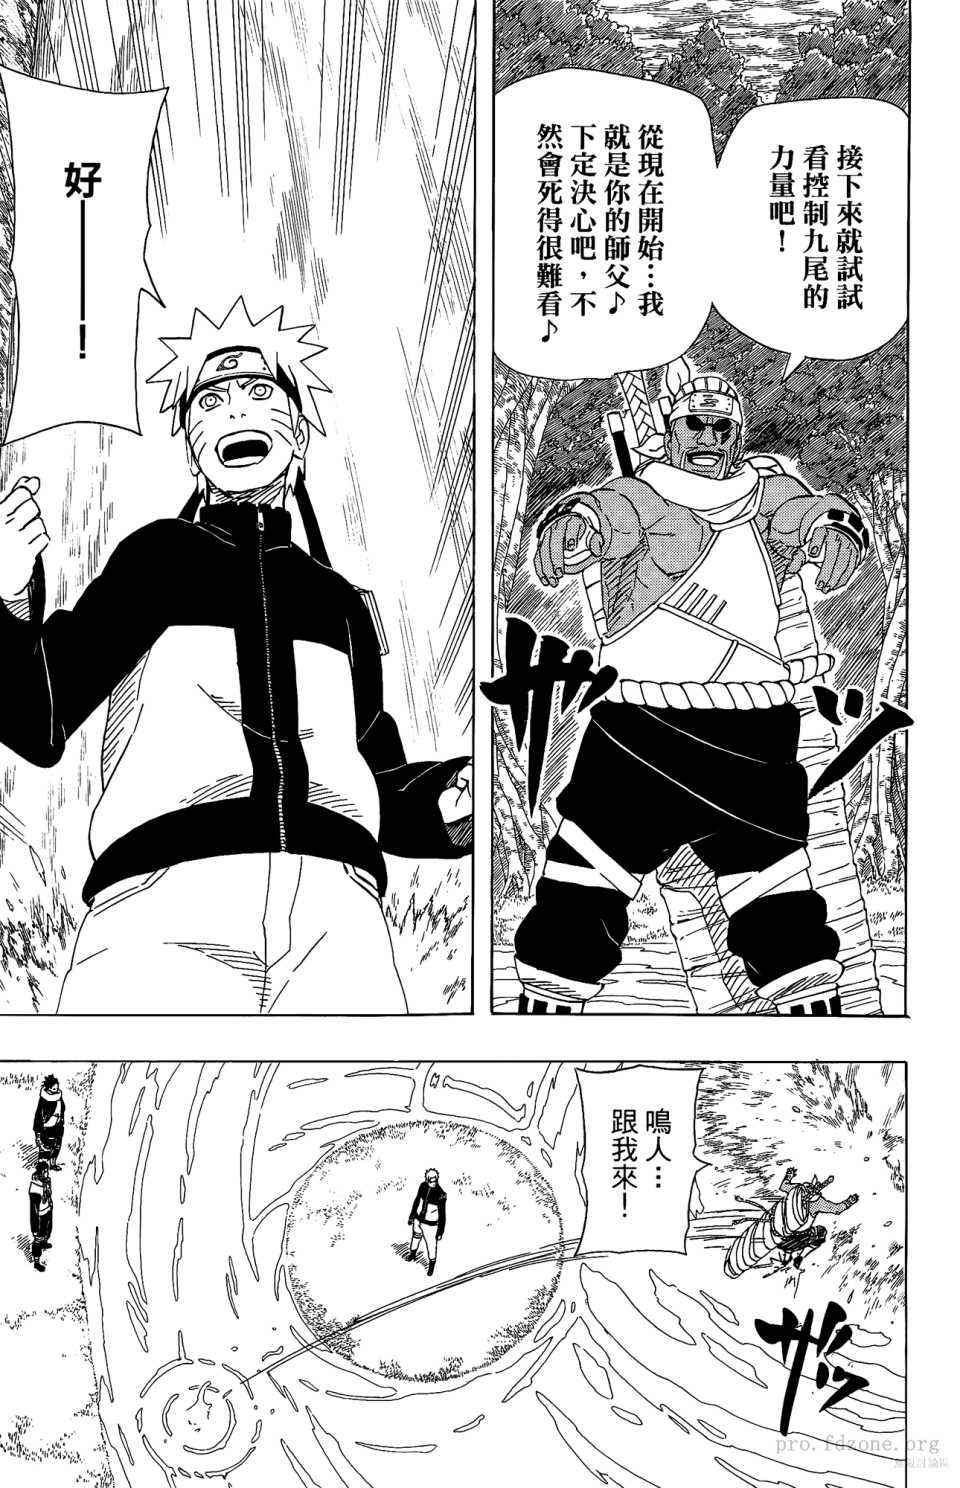 接下來就試試
看控制九尾的
力量吧！
從現在開始…我
就是你的師父♪
下定決心吧，不
然會死得很難看♪
ザッ
好——！
鳴人…
跟我來！
ザッ
pro.fdzone.org